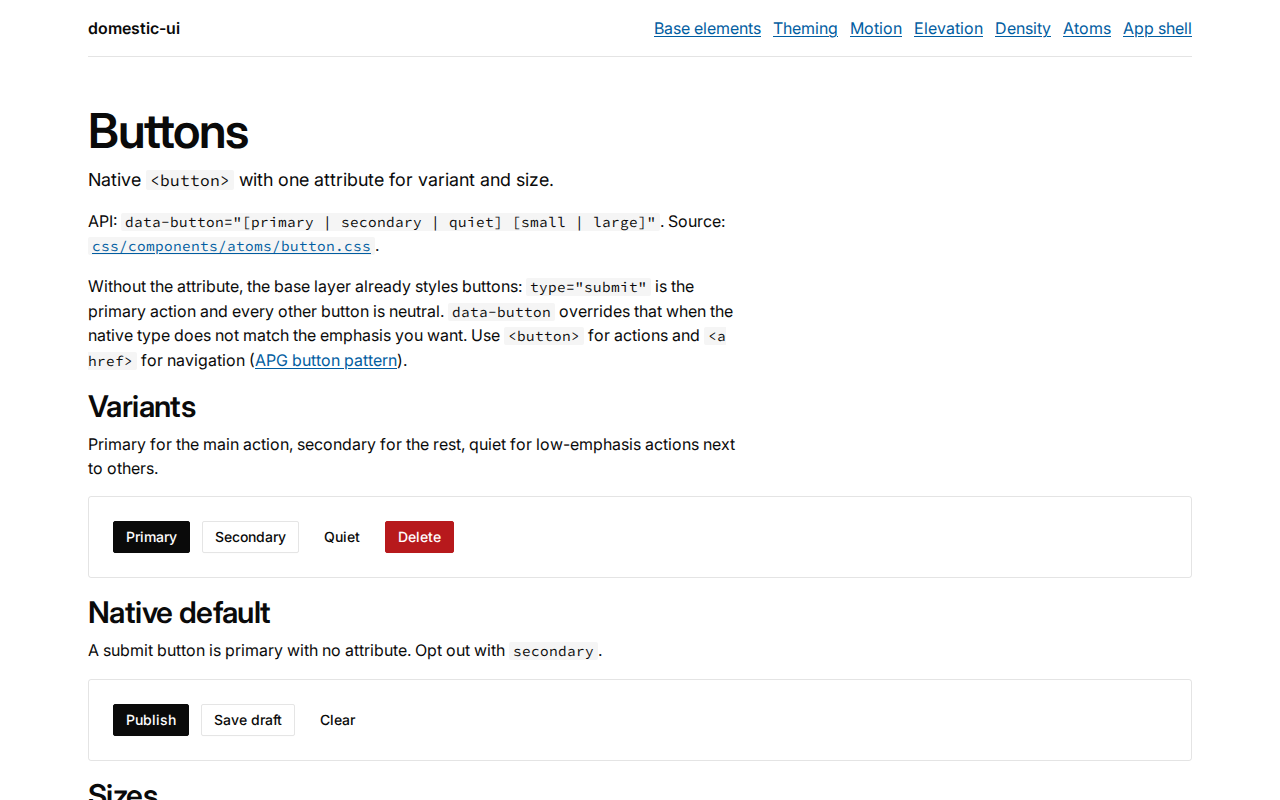 domestic-ui
Base elements Theming Motion Elevation Density Atoms App shell
Buttons
Native <button> with one attribute for variant and size.
API: data-button="[primary | secondary | quiet] [small | large]". Source:
css/components/atoms/button.css.
Without the attribute, the base layer already styles buttons: type="submit" is the
primary action and every other button is neutral. data-button overrides that when the
native type does not match the emphasis you want. Use <button> for actions and <a
href> for navigation (APG button pattern).
Variants
Primary for the main action, secondary for the rest, quiet for low-emphasis actions next
to others.
Primary Secondary Quiet Delete
Native default
A submit button is primary with no attribute. Opt out with secondary.
Publish Save draft Clear
Sizes